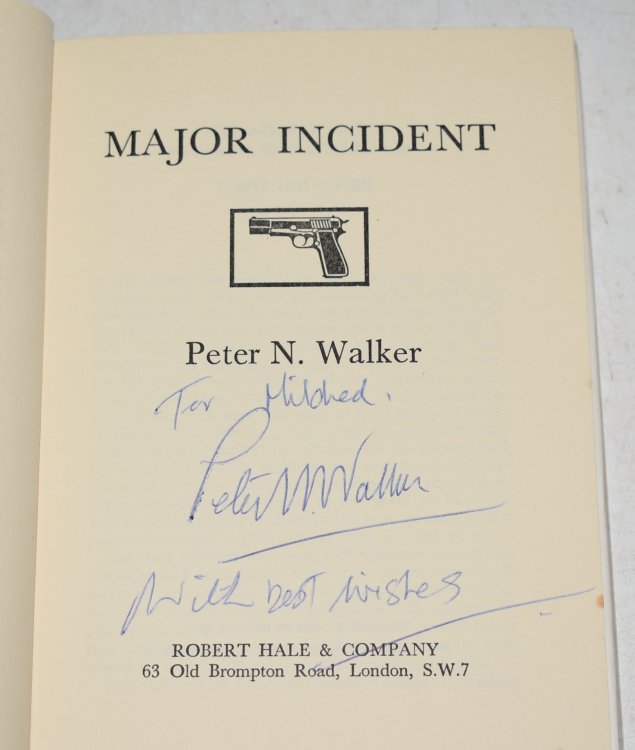 MAJOR INCIDENT
Peter N. Walker
For Mildred.
Peter N. Walker
With best wishes
ROBERT HALE & COMPANY
63 Old Brompton Road, London, S.W.7